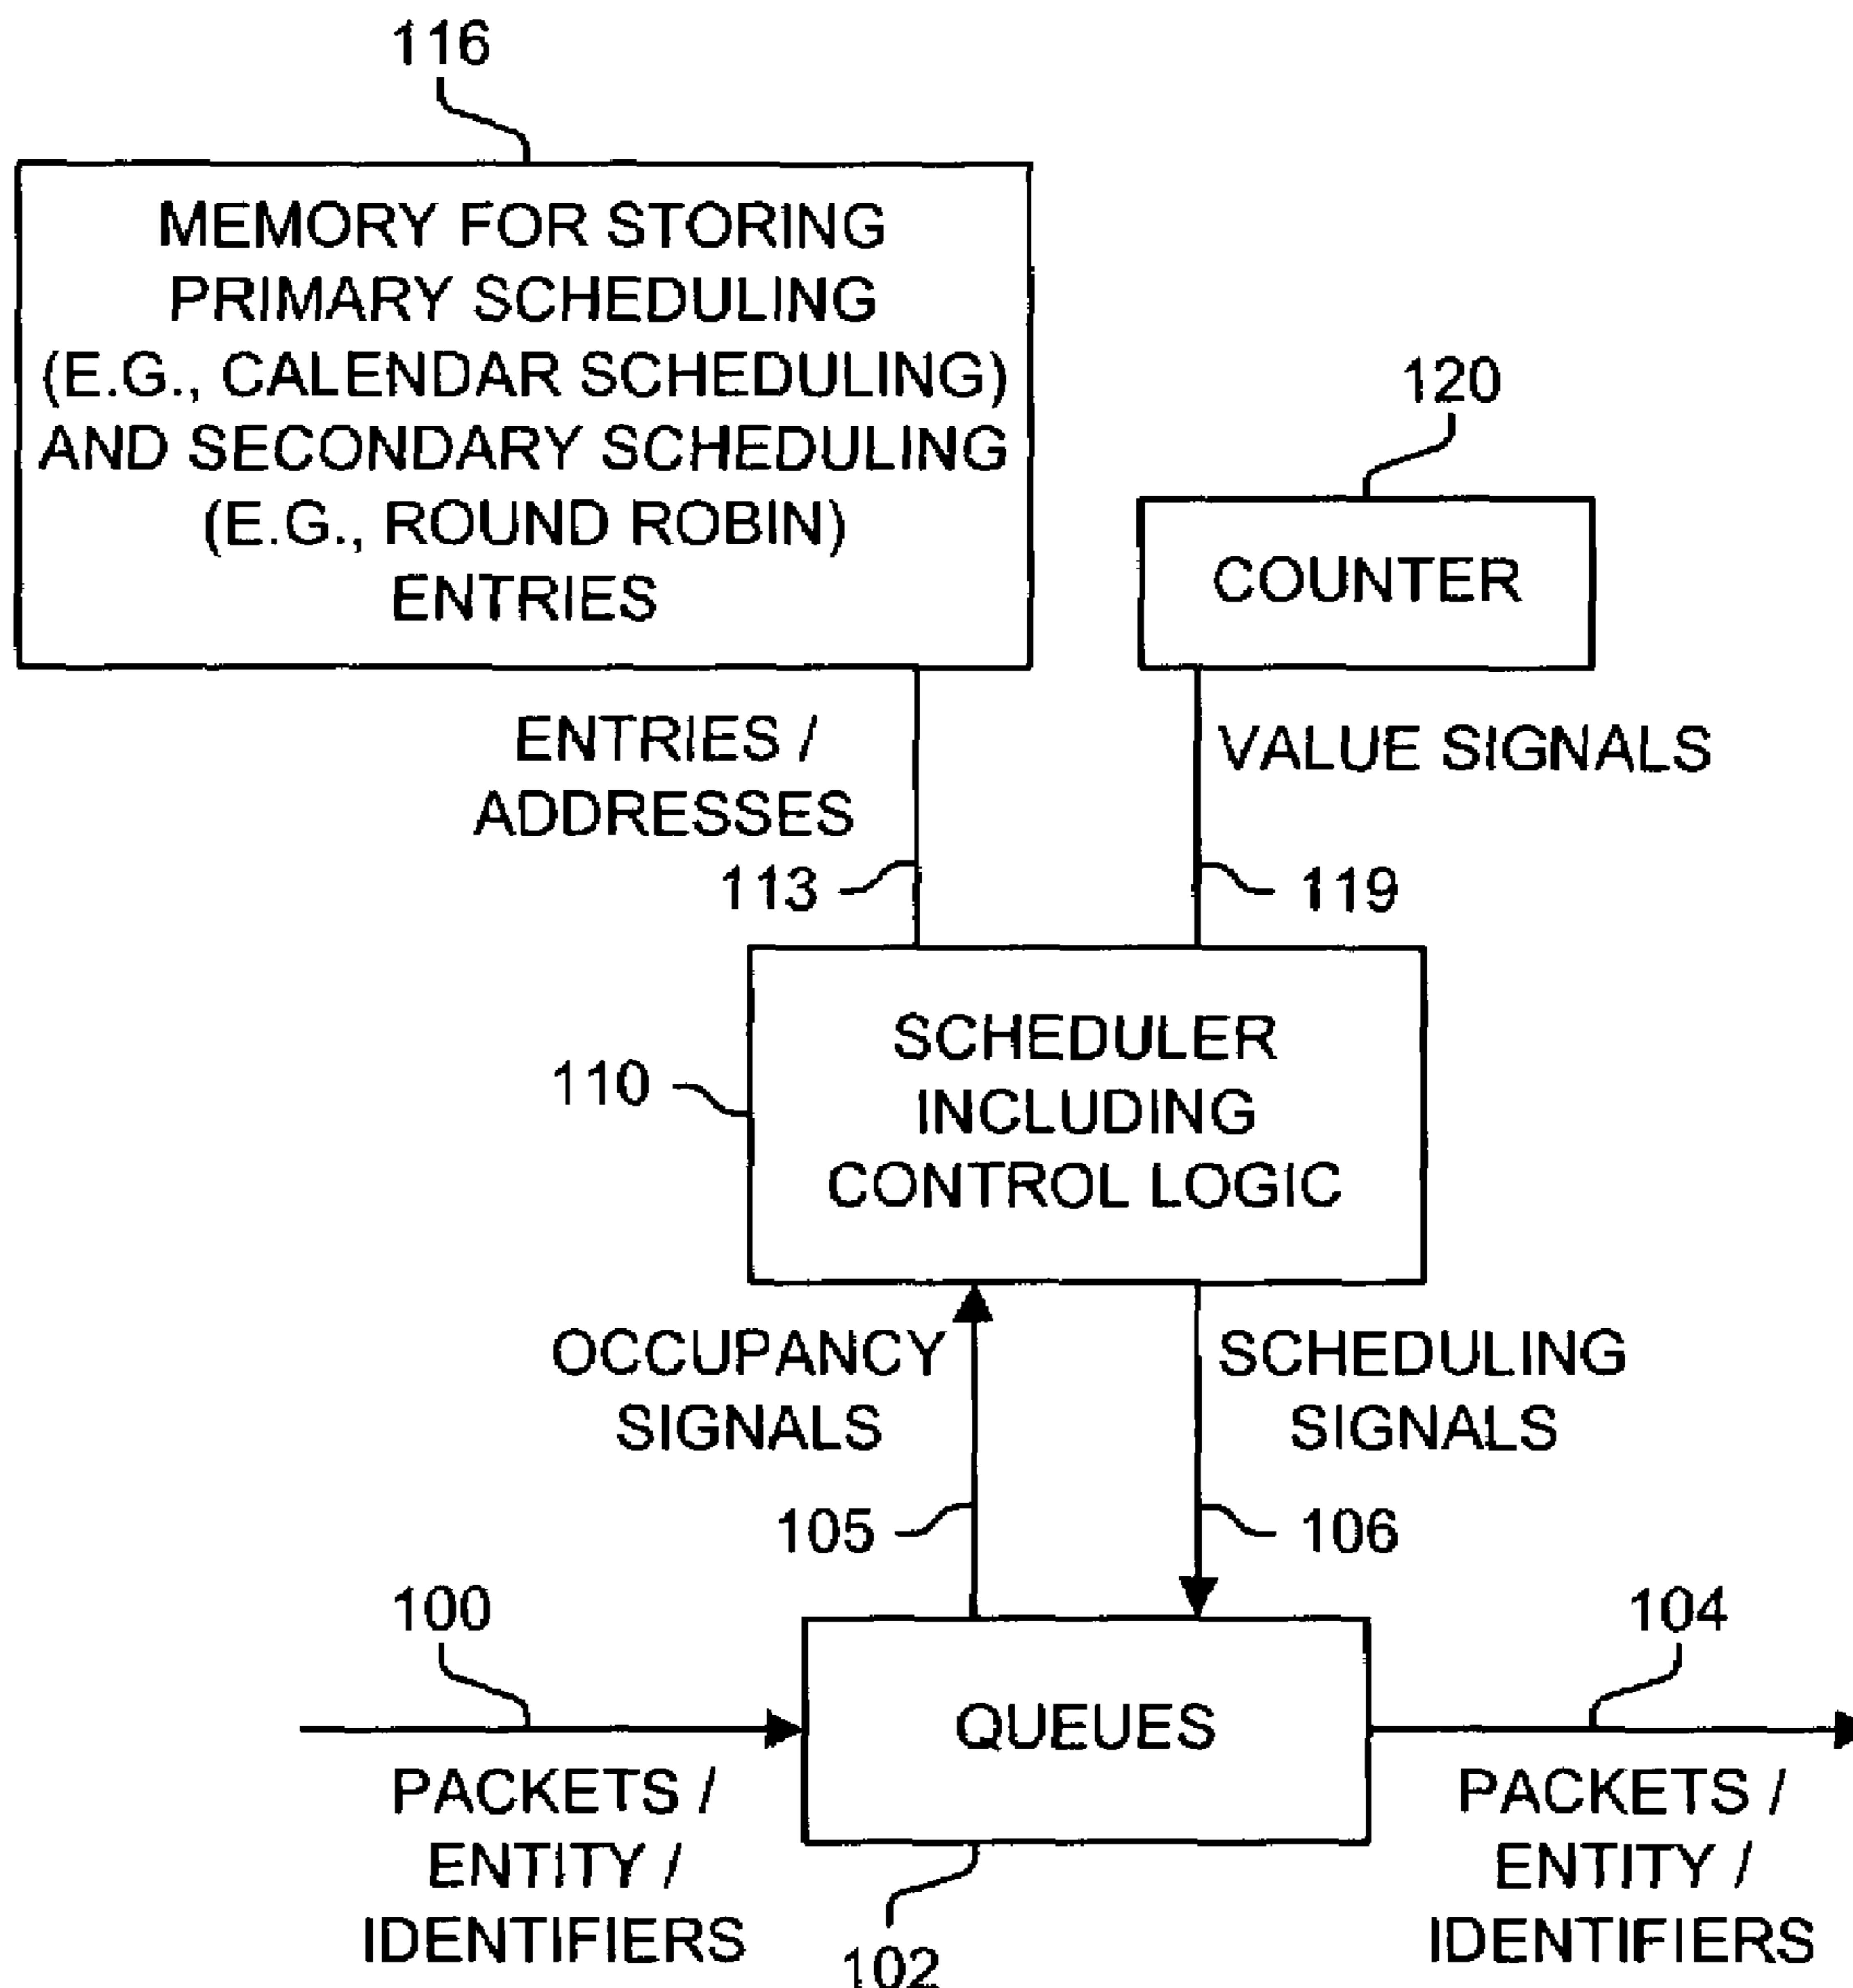 116
MEMORY FOR STORING
PRIMARY SCHEDULING
(E.G., CALENDAR SCHEDULING)
AND SECONDARY SCHEDULING
(E.G., ROUND ROBIN)
ENTRIES
120
COUNTER
ENTRIES /
ADDRESSES
113
VALUE SIGNALS
119
110
SCHEDULER
INCLUDING
CONTROL LOGIC
OCCUPANCY
SIGNALS
105
SCHEDULING
SIGNALS
106
100
PACKETS /
ENTITY /
IDENTIFIERS
QUEUES
102
104
PACKETS /
ENTITY /
IDENTIFIERS